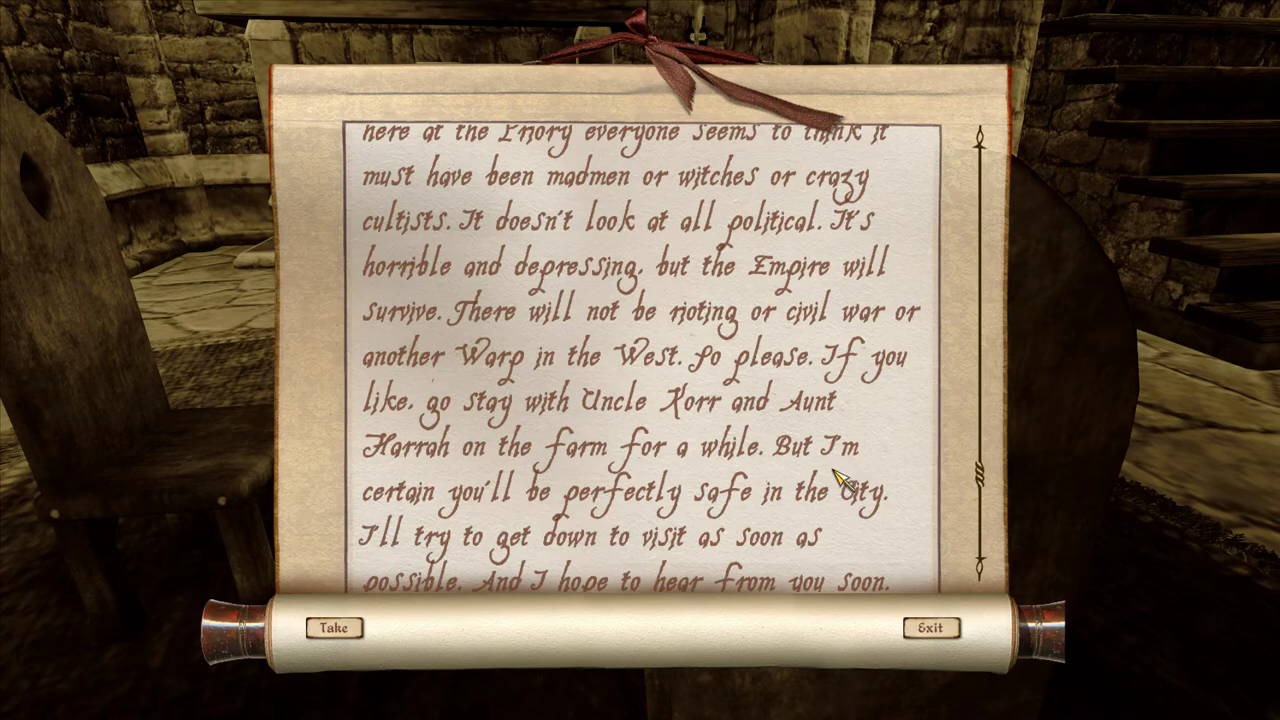 here at the Priory everyone seems to think it
must have been madmen or witches or crazy
cultists. It doesn't look at all political. It's
horrible and depressing, but the Empire will
survive. There will not be rioting or civil war or
another Warp in the West. So please. If you
like, go stay with Uncle Korr and Aunt
Harrah on the farm for a while. But I'm
certain you'll be perfectly safe in the City.
I'll try to get down to visit as soon as
possible. And I hope to hear from you soon.
Take
Exit